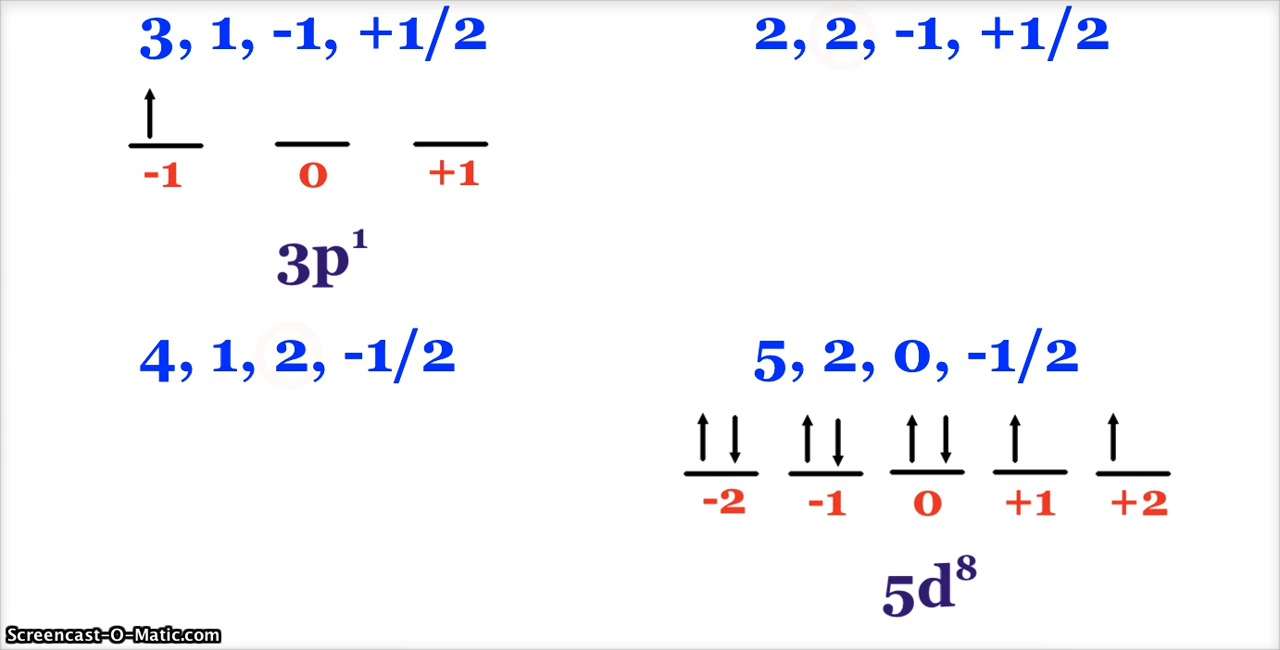 3, 1, -1, +1/2
2, 2, -1, +1/2
-1 0 +1
3p¹
4, 1, 2, -1/2
5, 2, 0, -1/2
-2 -1 0 +1 +2
5d⁸
Screencast-O-Matic.com